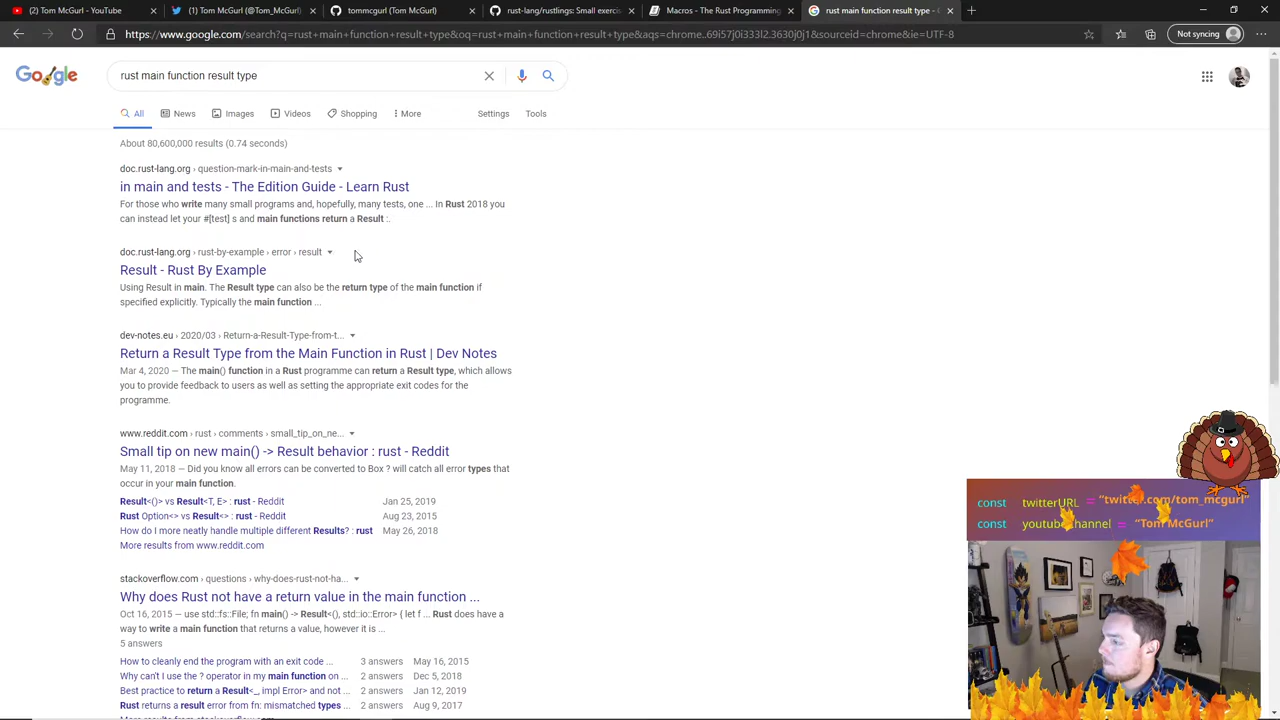 (2) Tom McGurl - YouTube
(2) Tom McGurl (@Tom_McGurl)
tommcgurl (Tom McGurl)
rust-lang/rustlings: Small exerci
Macros - The Rust Programming
rust main function result type -
https://www.google.com/search?q=rust+main+function+result+type&oq=rust+main+function+result+type&aqs=chrome..69i57j0i333l2.3630j0j1&sourceid=chrome&ie=UTF-8
Not syncing
rust main function result type
All
News
Images
Videos
Shopping
More
Settings
Tools
About 80,600,000 results (0.74 seconds)
doc.rust-lang.org › question-mark-in-main-and-tests
in main and tests - The Edition Guide - Learn Rust
For those who write many small programs and, hopefully, many tests, one ... In Rust 2018 you
can instead let your #[test] s and main functions return a Result :.
doc.rust-lang.org › rust-by-example › error › result
Result - Rust By Example
Using Result in main. The Result type can also be the return type of the main function if
specified explicitly. Typically the main function ...
dev-notes.eu › 2020/03 › Return-a-Result-Type-from-t...
Return a Result Type from the Main Function in Rust | Dev Notes
Mar 4, 2020 — The main() function in a Rust programme can return a Result type, which allows
you to provide feedback to users as well as setting the appropriate exit codes for the
programme.
www.reddit.com › rust › comments › small_tip_on_ne...
Small tip on new main() -> Result behavior : rust - Reddit
May 11, 2018 — Did you know all errors can be converted to Box ? will catch all error types that
occur in your main function.
Result<()> vs Result<T, E> : rust - Reddit Jan 25, 2019
Rust Option<> vs Result<> : rust - Reddit Aug 23, 2015
How do I more neatly handle multiple different Results? : rust May 26, 2018
More results from www.reddit.com
stackoverflow.com › questions › why-does-rust-not-ha...
Why does Rust not have a return value in the main function ...
Oct 16, 2015 — use std::fs::File; fn main() -> Result<(), std::io::Error> { let f ... Rust does have a
way to write a main function that returns a value, however it is ...
5 answers
How to cleanly end the program with an exit code ... 3 answers May 16, 2015
Why can't I use the ? operator in my main function on ... 2 answers Dec 5, 2018
Best practice to return a Result<_, impl Error> and not ... 2 answers Jan 12, 2019
Rust returns a result error from fn: mismatched types ... 2 answers Aug 9, 2017
More results from stackoverflow.com
const twitterURL = "twitter.com/tom_mcgurl"
const youtubeChannel = "Tom McGurl"